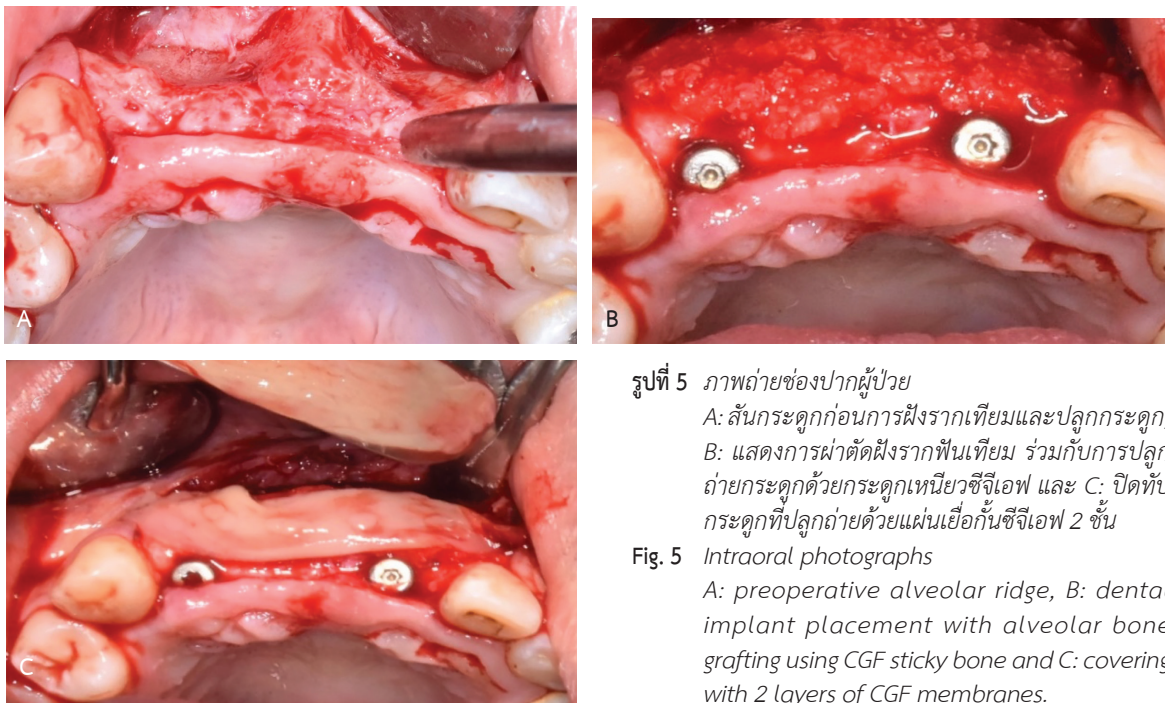 A
B
C
รูปที่ 5 ภาพถ่ายช่องปากผู้ป่วย
A: สันกระดูกก่อนการฝังรากเทียมและปลูกกระดูก,
B: แสดงการผ่าตัดฝังรากฟันเทียม ร่วมกับการปลูก
ถ่ายกระดูกด้วยกระดูกเหนียวซีจีเอฟ และ C: ปิดทับ
กระดูกที่ปลูกถ่ายด้วยแผ่นเยื่อกั้นซีจีเอฟ 2 ชั้น
Fig. 5 Intraoral photographs
A: preoperative alveolar ridge, B: denta
implant placement with alveolar bone
grafting using CGF sticky bone and C: covering
with 2 layers of CGF membranes.